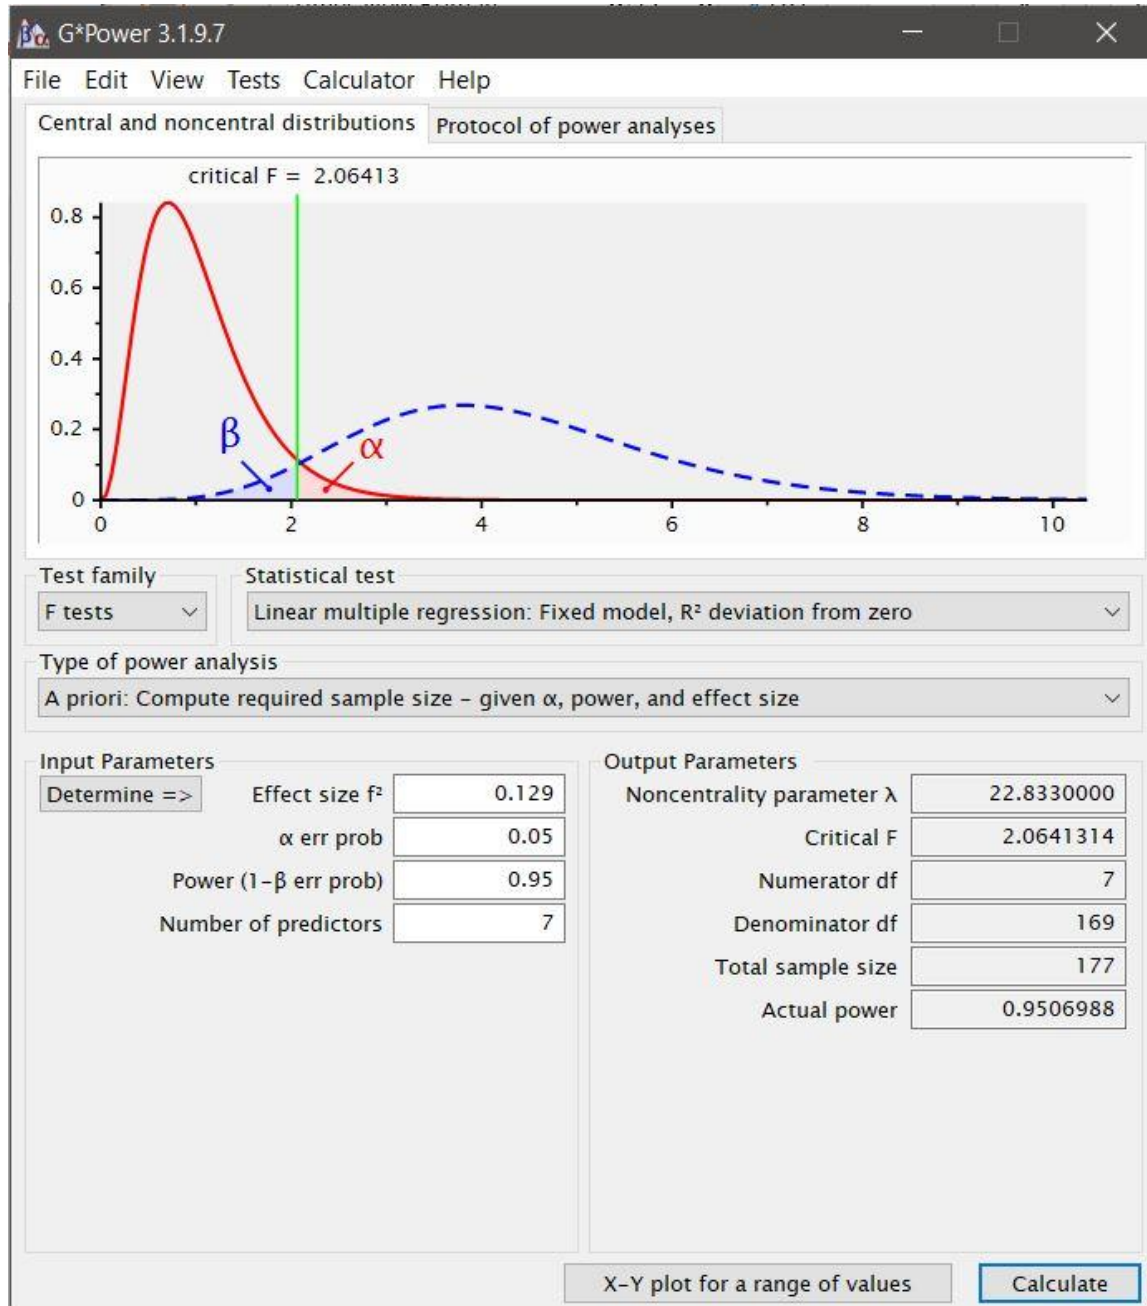 G*Power 3.1.9.7
File Edit View Tests Calculator Help
Central and noncentral distributions Protocol of power analyses
critical F = 2.06413
0.8
0.6
0.4
0.2
0
β
α
0 2 4 6 8 10
Test family Statistical test
F tests Linear multiple regression: Fixed model, R² deviation from zero
Type of power analysis
A priori: Compute required sample size – given α, power, and effect size
Input Parameters Output Parameters
Determine => Effect size f² 0.129 Noncentrality parameter λ 22.8330000
α err prob 0.05 Critical F 2.0641314
Power (1-β err prob) 0.95 Numerator df 7
Number of predictors 7 Denominator df 169
Total sample size 177
Actual power 0.9506988
X-Y plot for a range of values Calculate